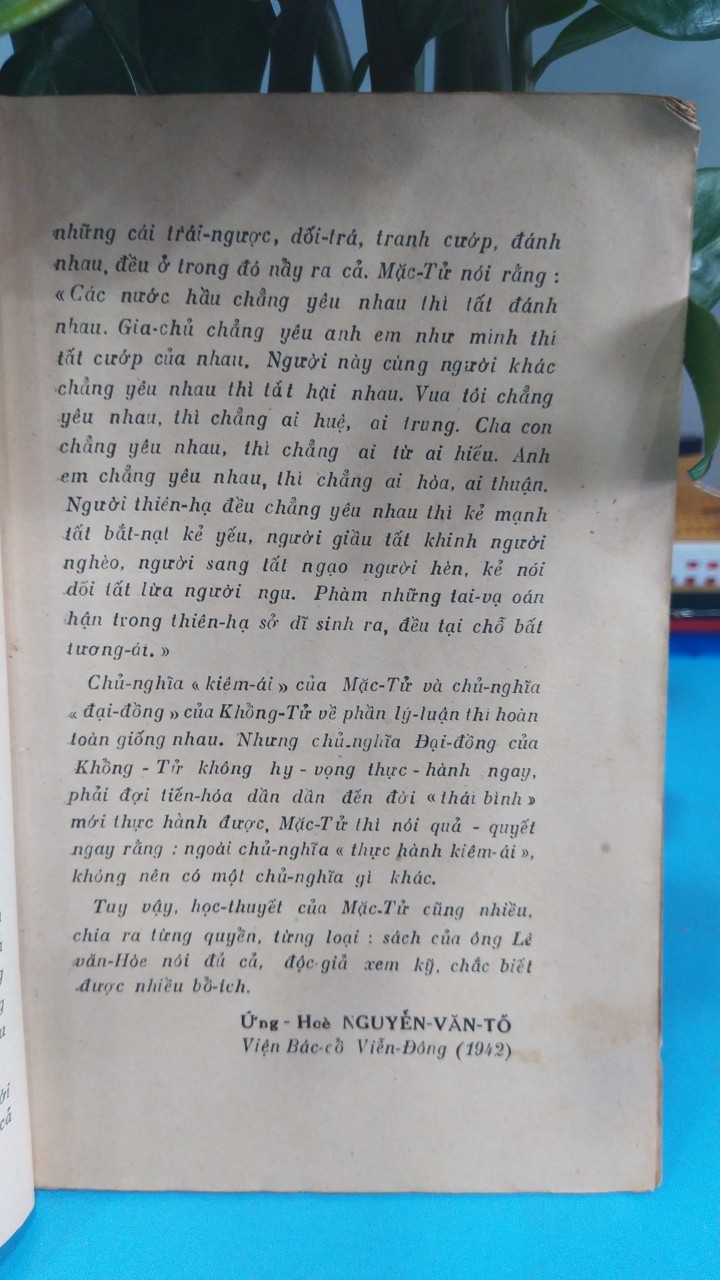 những cái trái-ngược, dối-trá, tranh cướp, đánh
nhau, đều ở trong đó nẩy ra cả. Mặc-Tử nói rằng :
« Các nước hầu chẳng yêu nhau thì tất đánh
nhau. Gia-chủ chẳng yêu anh em như mình thì
tất cướp của nhau. Người này cùng người khác
chẳng yêu nhau thì tất hại nhau. Vua tôi chẳng
yêu nhau, thì chẳng ai huệ, ai trung. Cha con
chẳng yêu nhau, thì chẳng ai từ ai hiếu. Anh
em chẳng yêu nhau, thì chẳng ai hòa, ai thuận.
Người thiên-hạ đều chẳng yêu nhau thì kẻ mạnh
tất bắt-nạt kẻ yếu, người giầu tất khinh người
nghèo, người sang tất ngạo người hèn, kẻ nói
dối tất lừa người ngu. Phàm những tai-vạ oán
hận trong thiên-hạ sở dĩ sinh ra, đều tại chỗ bất
tương-ái. »
Chủ-nghĩa « kiêm-ái » của Mặc-Tử và chủ-nghĩa
« đại-đồng » của Khổng-Tử về phần lý-luận thì hoàn
toàn giống nhau. Nhưng chủ-nghĩa Đại-đồng của
Khổng - Tử không hy - vọng thực - hành ngay,
phải đợi tiến-hóa dần dần đến đời « thái bình »
mới thực hành được, Mặc-Tử thì nói quả - quyết
ngay rằng : ngoài chủ-nghĩa « thực hành kiêm-ái »,
không nên có một chủ-nghĩa gì khác.
Tuy vậy, học-thuyết của Mặc-Tử cũng nhiều,
chia ra từng quyển, từng loại : sách của ông Lê
văn-Hòe nói đủ cả, độc-giả xem kỹ, chắc biết
được nhiều bổ-ích.
Ứng - Hoè NGUYỄN-VĂN-TỐ
Viện Bác-cổ Viễn-Đông (1942)